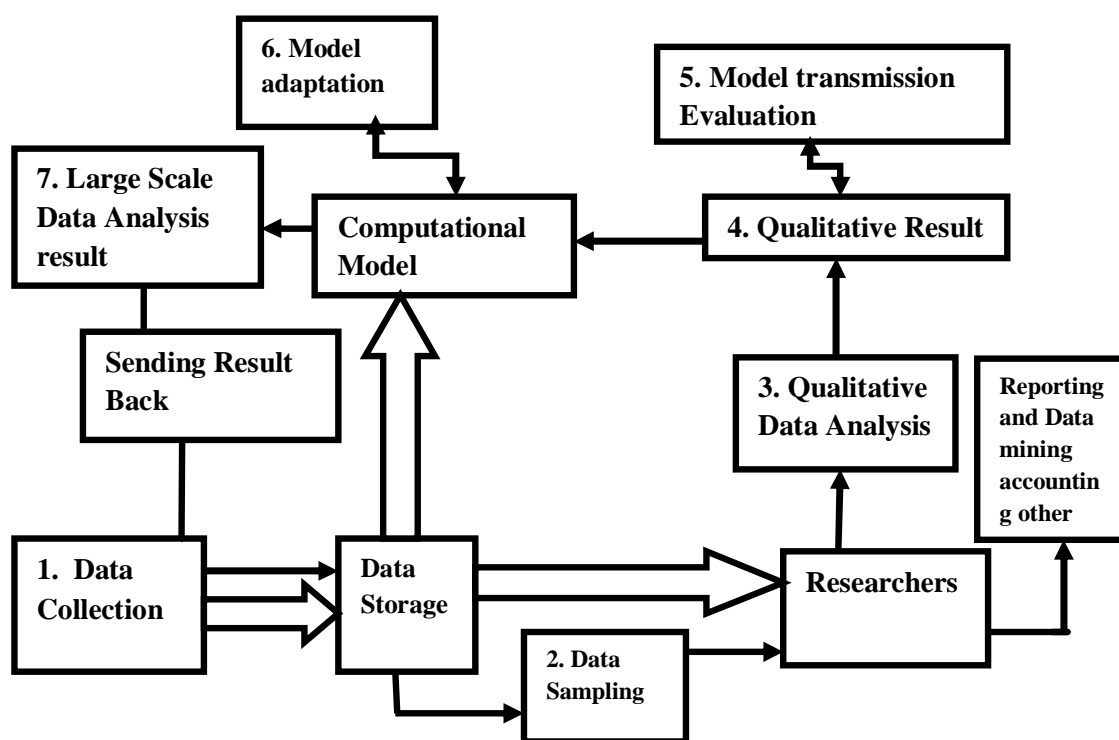 6. Model
adaptation
5. Model transmission
Evaluation
7. Large Scale
Data Analysis
result
Computational
Model
4. Qualitative Result
Sending Result
Back
3. Qualitative
Data Analysis
Reporting
and Data
mining
accountin
g other
1. Data
Collection
Data
Storage
Researchers
2. Data
Sampling